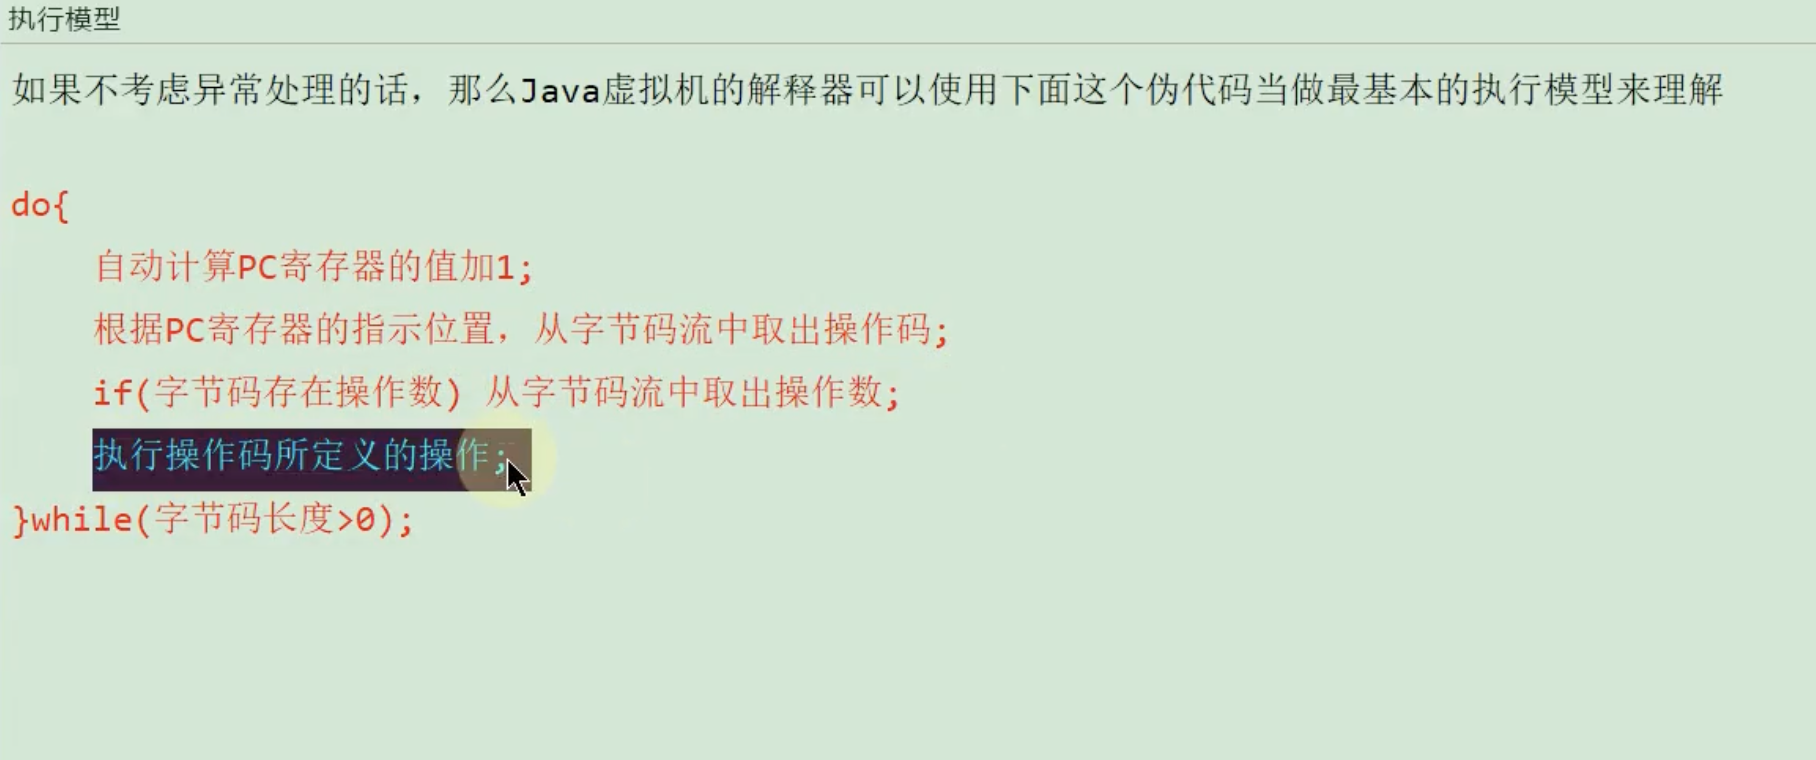 执行模型
如果不考虑异常处理的话，那么Java虚拟机的解释器可以使用下面这个伪代码当做最基本的执行模型来理解
do{
自动计算PC寄存器的值加1;
根据PC寄存器的指示位置，从字节码流中取出操作码;
if(字节码存在操作数) 从字节码流中取出操作数;
执行操作码所定义的操作;
}while(字节码长度>0);